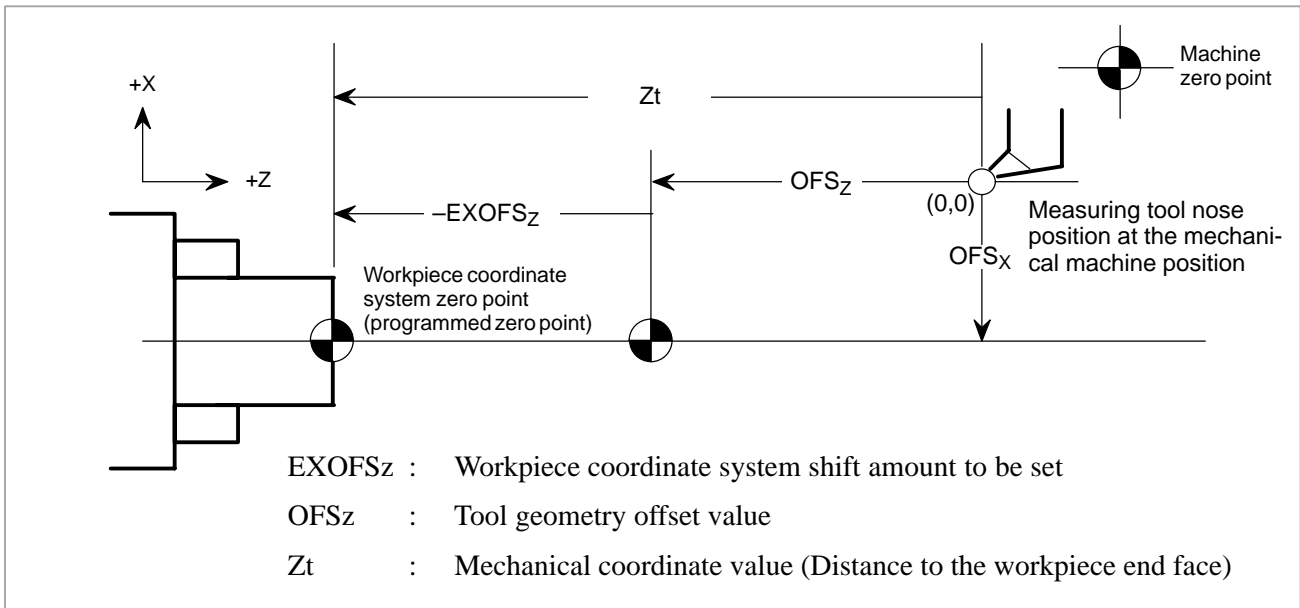 +X
Machine
zero point
Zt
+Z
OFSZ
(0,0)
–EXOFSZ
Measuring tool nose
position at the mechani-
cal machine position
OFSX
Workpiece coordinate
system zero point
(programmed zero point)
EXOFSz : Workpiece coordinate system shift amount to be set
OFSz : Tool geometry offset value
Zt : Mechanical coordinate value (Distance to the workpiece end face)